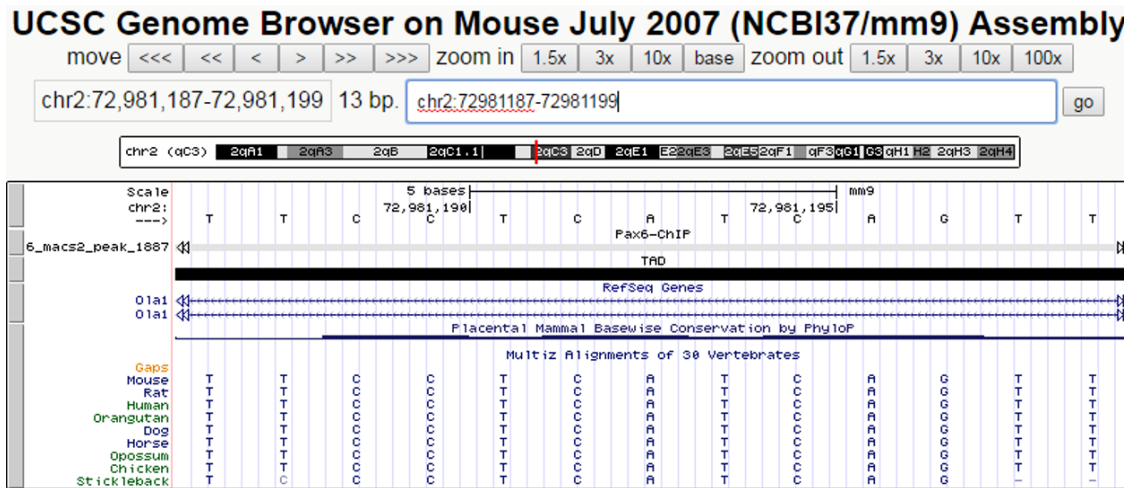 UCSC Genome Browser on Mouse July 2007 (NCBI37/mm9) Assembly
move <<< << < > >> >>> zoom in 1.5x 3x 10x base zoom out 1.5x 3x 10x 100x
chr2:72,981,187-72,981,199 13 bp. chr2:72981187-72981199 go
chr2 (qC3) 2qA1 2qA3 2qB 2qC1.1 2qC3 2qD 2qE1 E2 2qE3 2qE5 2qF1 qF3 qG1 G3 qH1 H2 2qH3 2qH4
Scale 5 bases mm9
chr2: 72,981,190 72,981,195
---> T T C C T C A T C A G T T
Pax6-ChIP
6_macs2_peak_1887
TAD
RefSeq Genes
Ola1
Ola1
Placental Mammal Basewise Conservation by PhyloP
Multiz Alignments of 30 Vertebrates
Gaps
Mouse T T C C T C A T C A G T T
Rat T T C C T C A T C A G T T
Human T T C C T C A T C A G T T
Orangutan T T C C T C A T C A G T T
Dog T T C C T C A T C A G T T
Horse T T C C T C A T C A G T T
Opossum T T C C T C A T C A G T T
Chicken T T C C T C A T C A G T T
Stickleback T C C C T C A T C A G - -